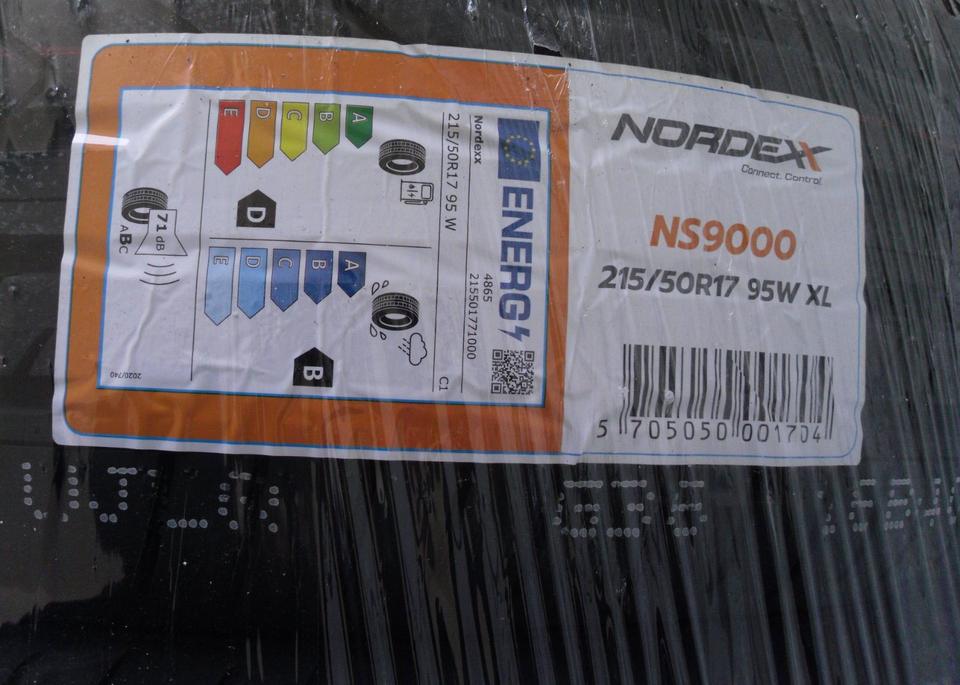 NORDEXX
Connect. Control.
NS9000
215/50R17 95W XL
5 705050 001704
ENERG
Nordexx
4865
215/50R17 95 W
215501771000
C1
A
B
C
D
E
D
A
B
C
D
E
B
71 dB
ABC
2020/740